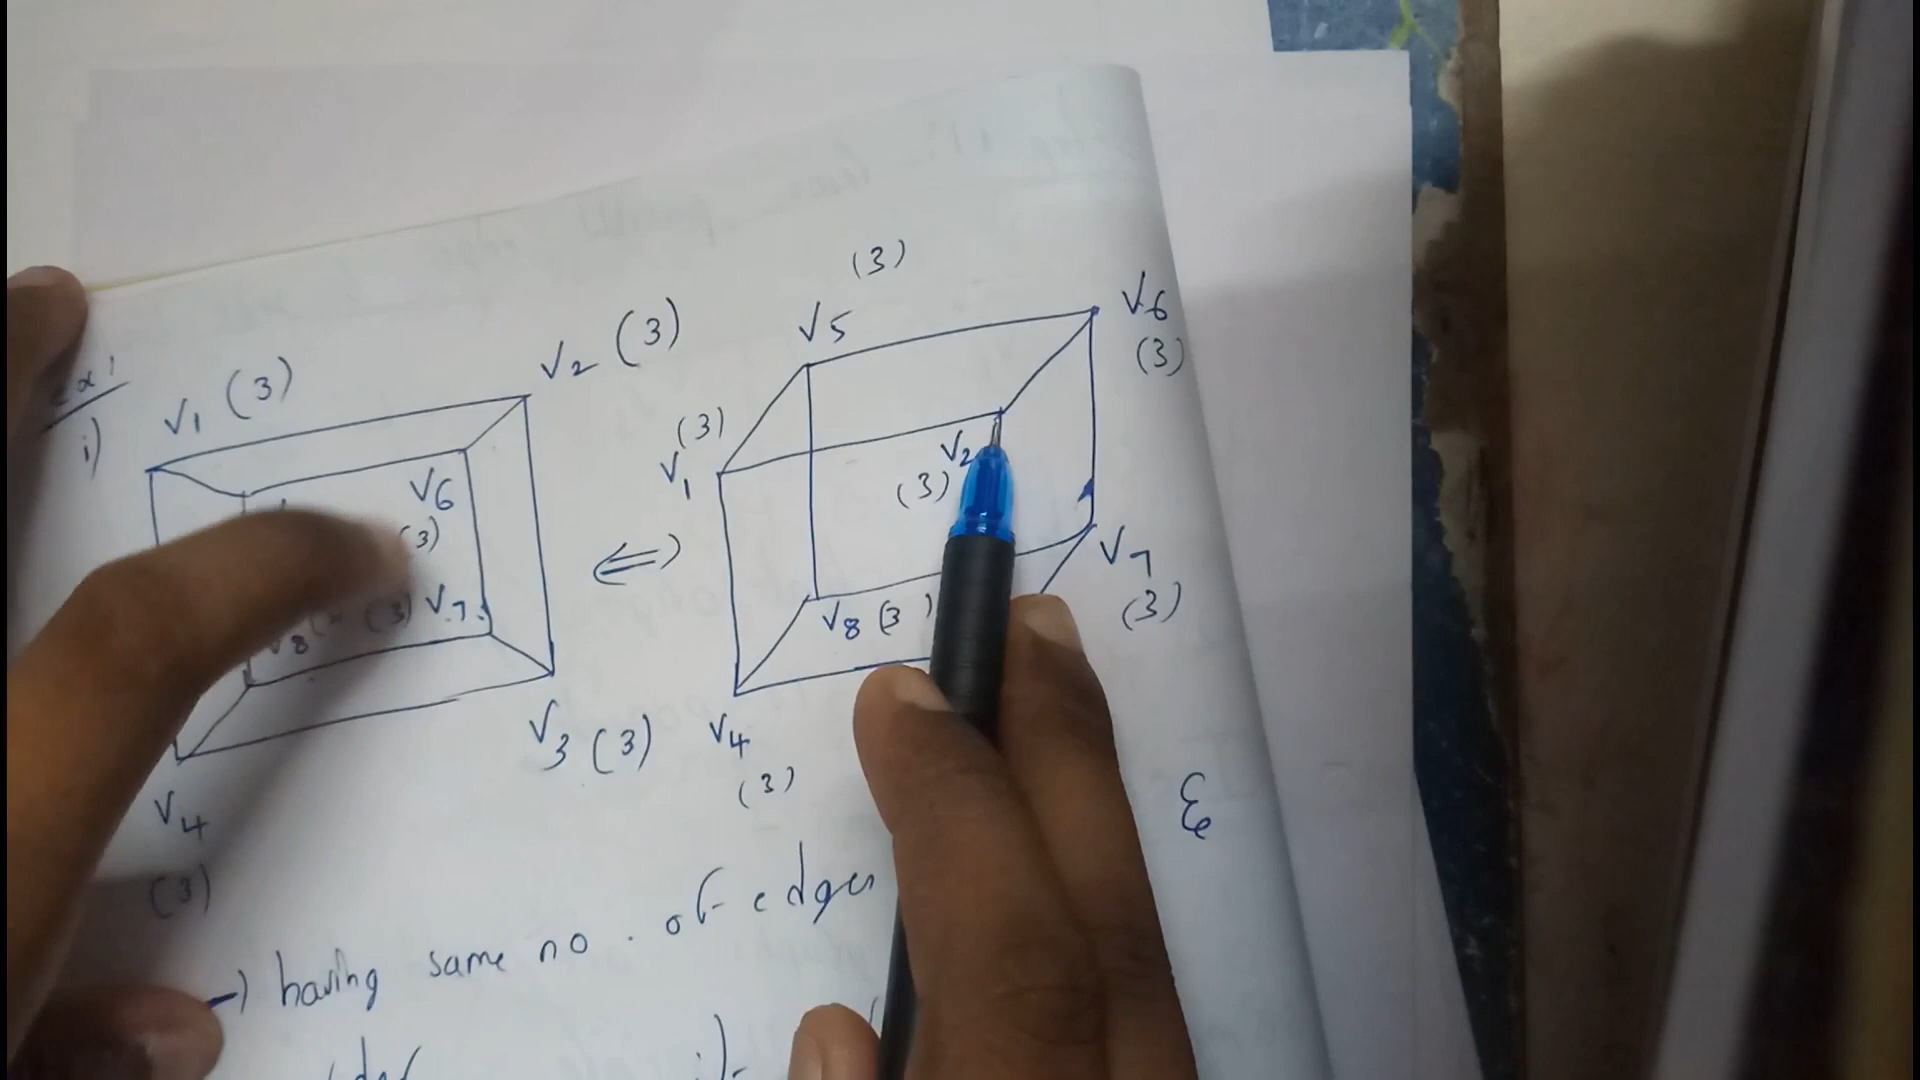 ex!
i)
V1 (3)
V2 (3)
V6
(3)
V7
(3)
V8
V3 (3)
V4
(3)
V5
(3)
V6
(3)
V1
(3)
V2
(3)
V7
(3)
V8 (3)
V4
(3)
→ having same no. of edges